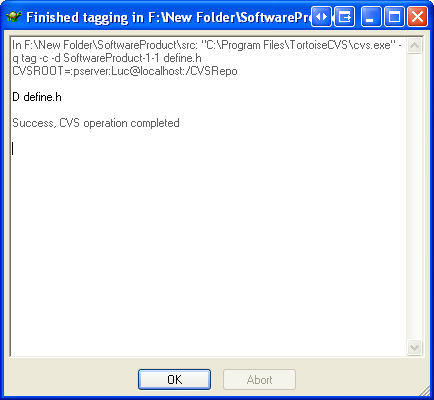 Finished tagging in F:\New Folder\SoftwarePro
In F:\New Folder\SoftwareProduct\src: "C:\Program Files\TortoiseCVS\cvs.exe" -
q tag -c -d SoftwareProduct-1-1 define.h
CVSROOT=:pserver:Luc@localhost:/CVSRepo
D define.h
Success, CVS operation completed
OK Abort